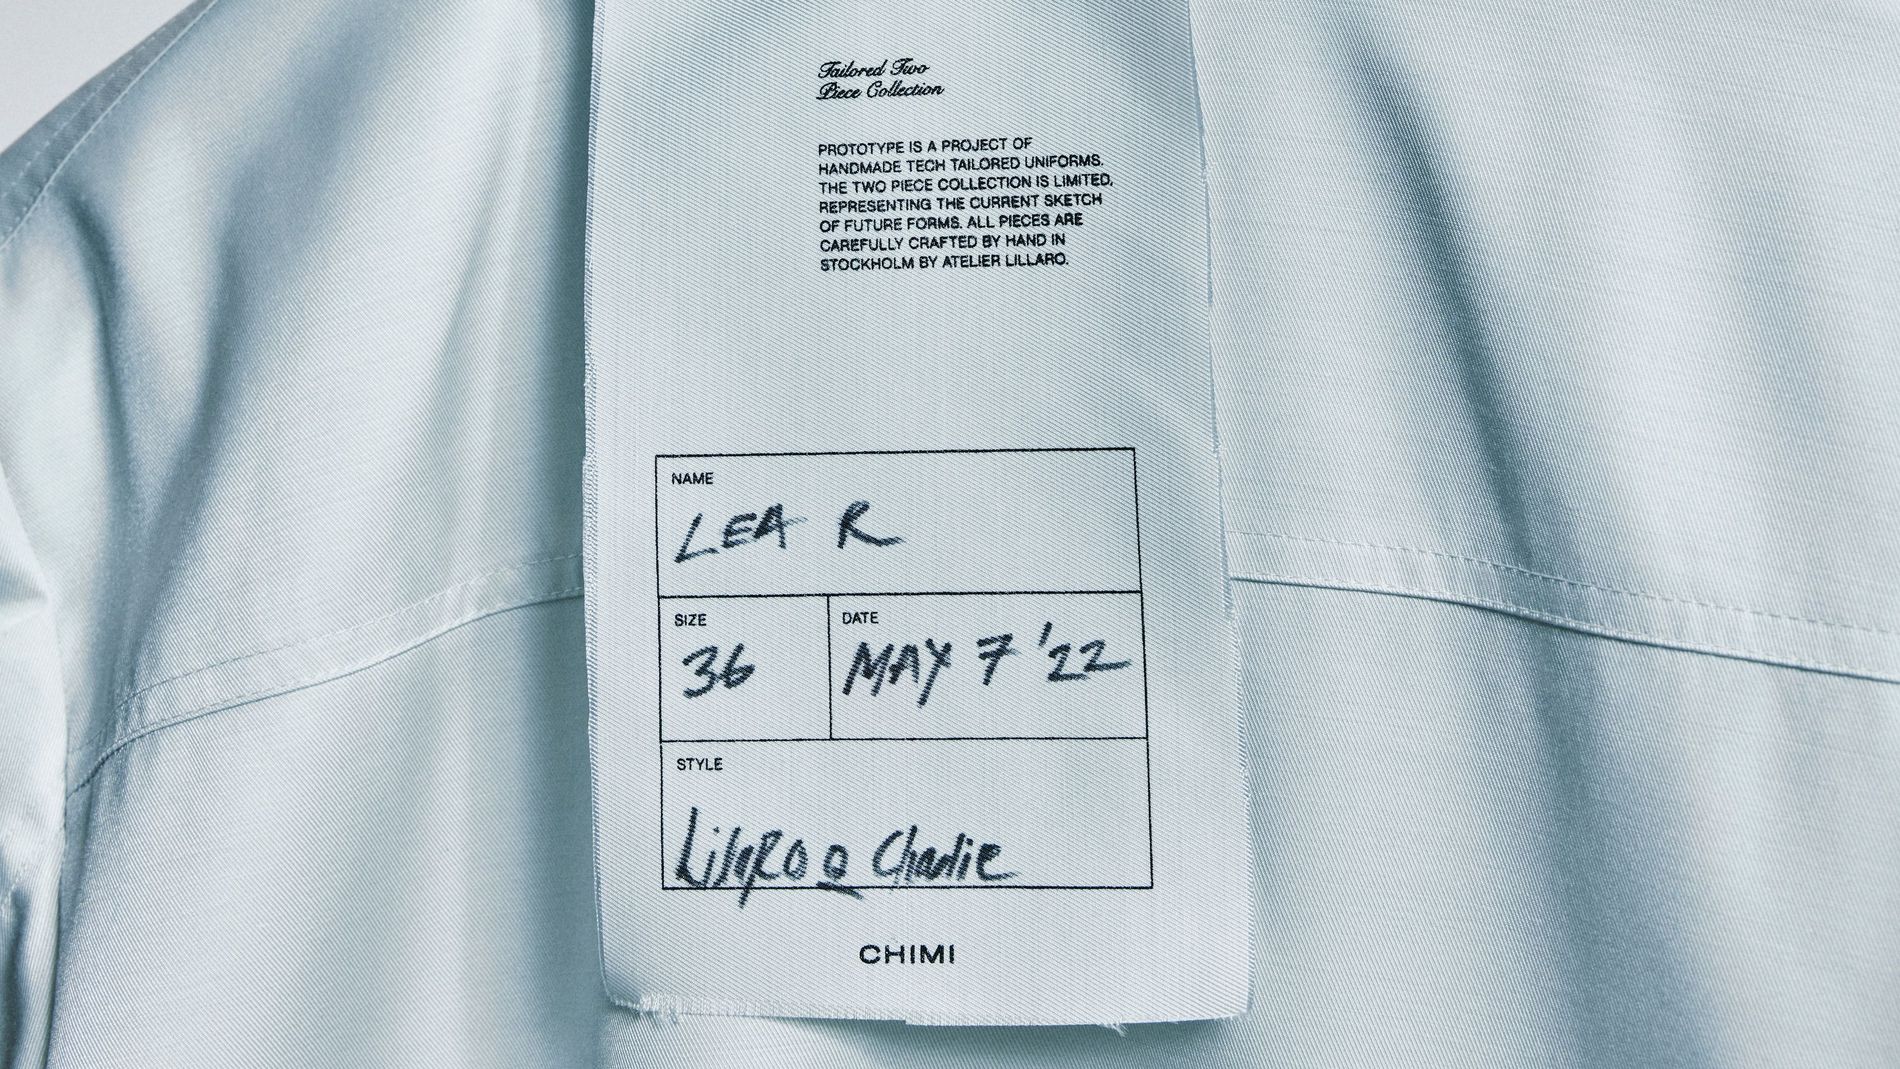 Tailored Two
Piece Collection
PROTOTYPE IS A PROJECT OF
HANDMADE TECH TAILORED UNIFORMS.
THE TWO PIECE COLLECTION IS LIMITED,
REPRESENTING THE CURRENT SKETCH
OF FUTURE FORMS. ALL PIECES ARE
CAREFULLY CRAFTED BY HAND IN
STOCKHOLM BY ATELIER LILLARO.
NAME
LEA R
SIZE
36
DATE
MAY 7 '22
STYLE
CHIMI